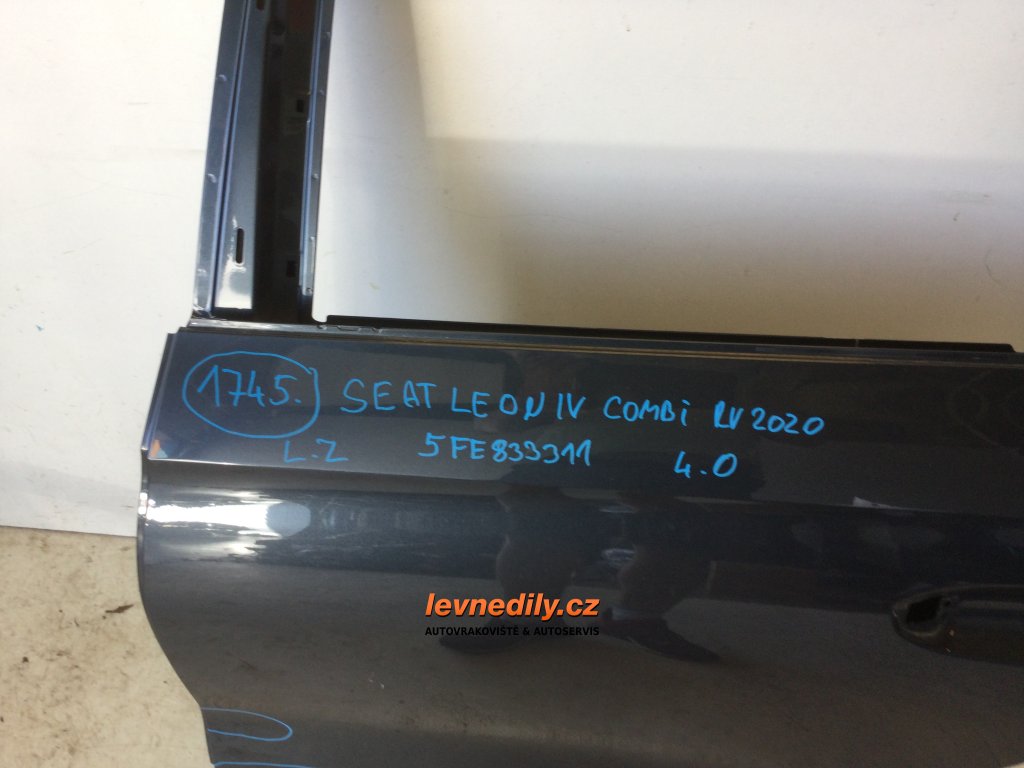 1745. SEAT LEON IV COMBi RV2020
L.Z 5FE833311 4.0
levnedily.cz
AUTOVRAKOVIŠTĚ & AUTOSERVIS